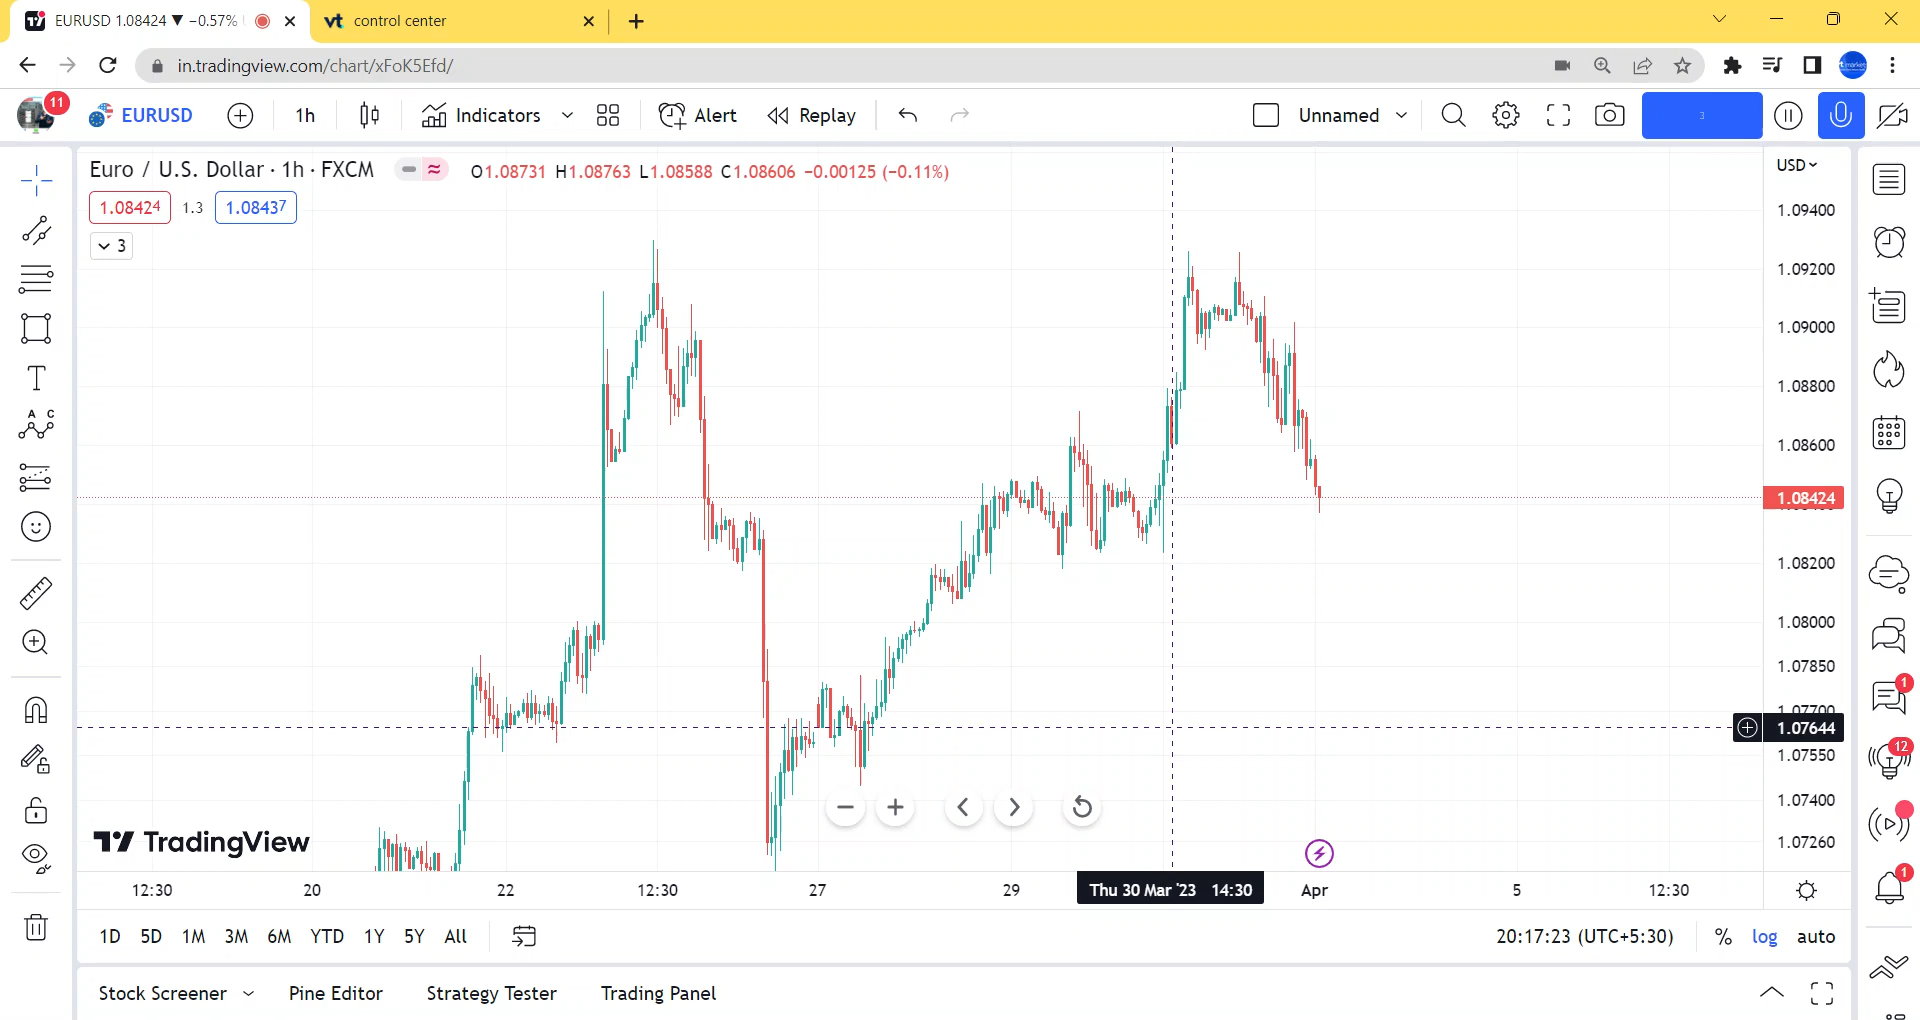 EURUSD 1.08424 ▼ −0.57%
control center
in.tradingview.com/chart/xFoK5Efd/
11
EURUSD
1h
Indicators
Alert
Replay
Unnamed
3
Euro / U.S. Dollar · 1h · FXCM
O1.08731 H1.08763 L1.08588 C1.08606 −0.00125 (−0.11%)
1.08424
1.3
1.08437
3
USD
1.09400
1.09200
1.09000
1.08800
1.08600
1.08424
1.08200
1.08000
1.07850
1.07700
1.07644
1.07550
1.07400
1.07260
TradingView
12:30
20
22
12:30
27
29
Thu 30 Mar '23 14:30
Apr
5
12:30
1D 5D 1M 3M 6M YTD 1Y 5Y All
20:17:23 (UTC+5:30)
%
log
auto
Stock Screener
Pine Editor
Strategy Tester
Trading Panel
T
A C
1
12
1